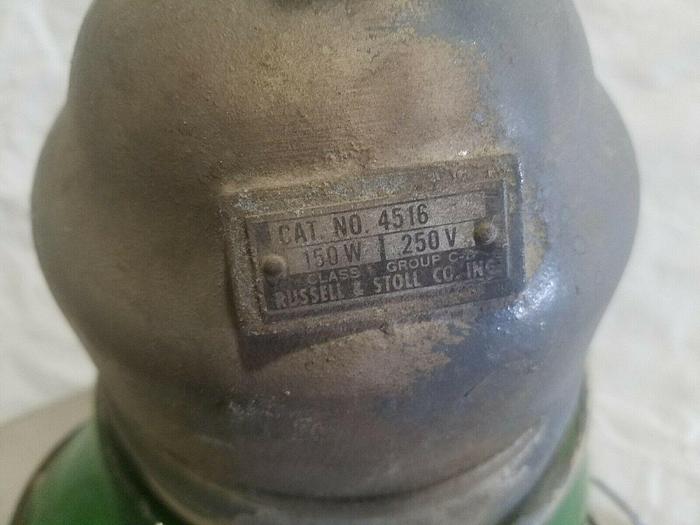 CAT. NO. 4516
150 W 250 V
CLASS GROUP C-D
RUSSELL & STOLL CO. INC